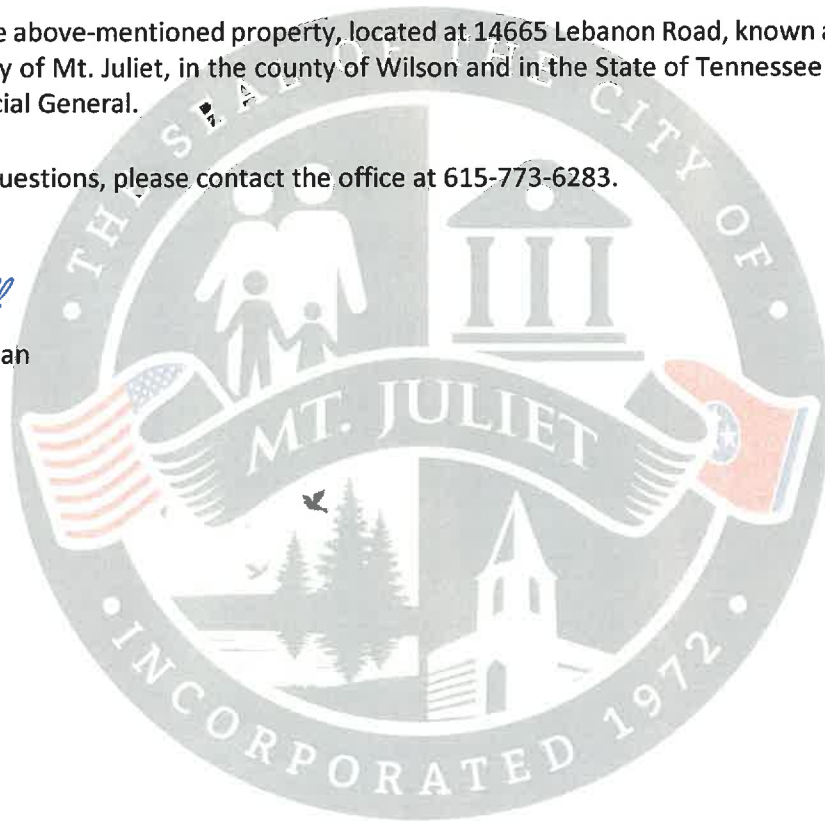 e above-mentioned property, located at 14665 Lebanon Road, known a
y of Mt. Juliet, in the county of Wilson and in the State of Tennessee
cial General.
uestions, please contact the office at 615-773-6283.
an
THE SEAL OF THE CITY OF
MT. JULIET
INCORPORATED 1972